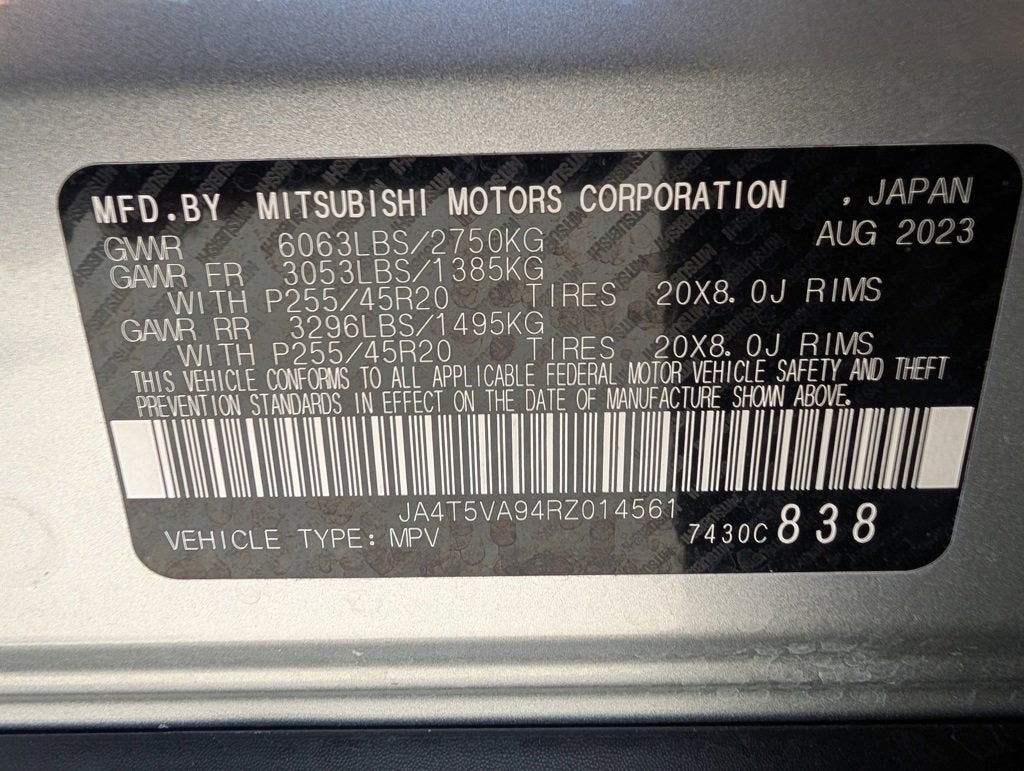 MFD.BY MITSUBISHI MOTORS CORPORATION , JAPAN
GVWR 6063LBS/2750KG AUG 2023
GAWR FR 3053LBS/1385KG
WITH P255/45R20 TIRES 20X8.0J RIMS
GAWR RR 3296LBS/1495KG
WITH P255/45R20 TIRES 20X8.0J RIMS
THIS VEHICLE CONFORMS TO ALL APPLICABLE FEDERAL MOTOR VEHICLE SAFETY AND THEFT
PREVENTION STANDARDS IN EFFECT ON THE DATE OF MANUFACTURE SHOWN ABOVE.
JA4T5VA94RZ014561
VEHICLE TYPE: MPV 7430C 838